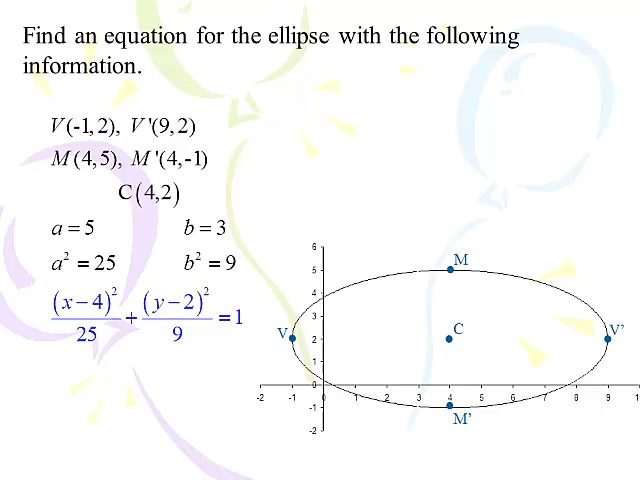 Find an equation for the ellipse with the following
information.
V(-1,2), V'(9,2)
M(4,5), M'(4,-1)
C(4,2)
a = 5 b = 3
a² = 25 b² = 9
(x − 4)²/25 + (y − 2)²/9 = 1
6
5
4
3
2
1
0
-1
-2
-2 -1 0 1 2 3 4 5 6 7 8 9 10
M
V
C
V’
M’